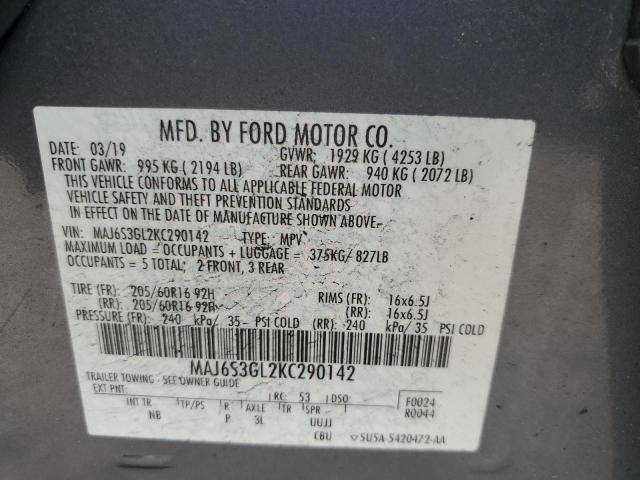 MFD. BY FORD MOTOR CO.
DATE: 03/19 GVWR: 1929 KG ( 4253 LB)
FRONT GAWR: 995 KG ( 2194 LB) REAR GAWR: 940 KG ( 2072 LB)
THIS VEHICLE CONFORMS TO ALL APPLICABLE FEDERAL MOTOR
VEHICLE SAFETY AND THEFT PREVENTION STANDARDS
IN EFFECT ON THE DATE OF MANUFACTURE SHOWN ABOVE.
VIN: MAJ6S3GL2KC290142 TYPE: MPV
MAXIMUM LOAD = OCCUPANTS + LUGGAGE = 375KG/ 827LB
OCCUPANTS = 5 TOTAL; 2 FRONT, 3 REAR
TIRE (FR): 205/60R16 92H RIMS (FR): 16x6.5J
(RR): 205/60R16 92H (RR): 16x6.5J
PRESSURE (FR): 240 kPa/ 35 PSI COLD (RR): 240 kPa/ 35 PSI COLD
MAJ6S3GL2KC290142
TRAILER TOWING - SEE OWNER GUIDE
EXT PNT: RC: 53 DSO: F0024
R0044
INT TR TP/PS R AXLE TR SPR
NB P 3L UUJJ
CBU 5U5A-5420472-AA